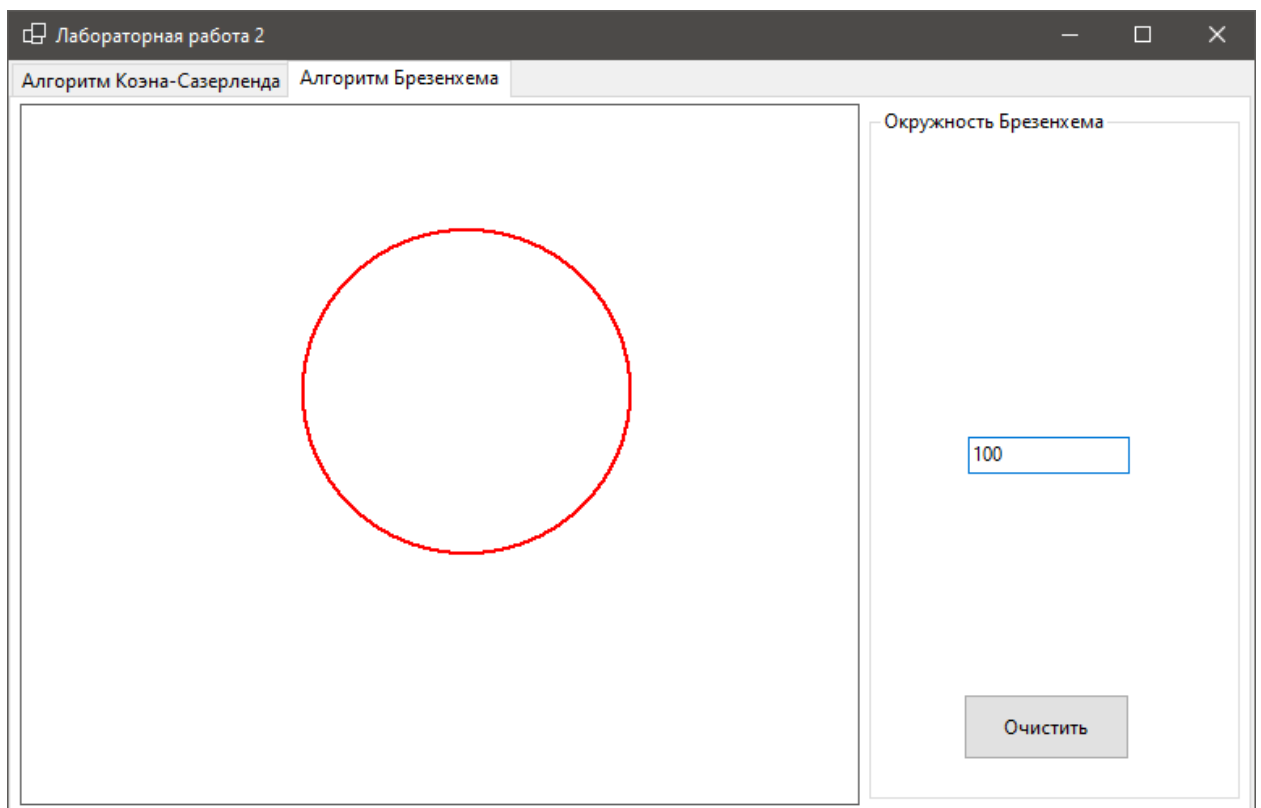 Лабораторная работа 2
Алгоритм Коэна-Сазерленда Алгоритм Брезенхема
Окружность Брезенхема
100
Очистить